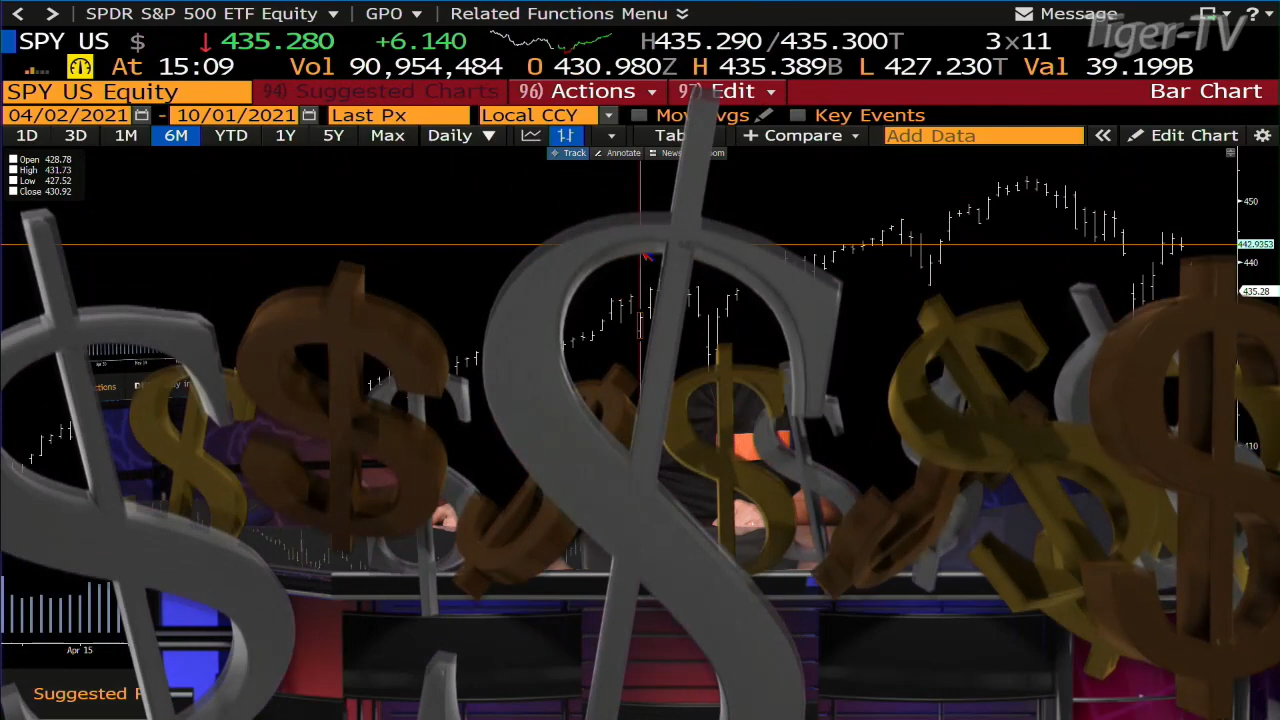 SPDR S&P 500 ETF Equity GPO Related Functions Menu Message ?
Tiger-TV
SPY US $ ↓ 435.280 +6.140 H435.290/435.300T 3x11
At 15:09 Vol 90,954,484 O 430.980Z H 435.389B L 427.230T Val 39.199B
SPY US Equity 94) Suggested Charts 96) Actions 97) Edit Bar Chart
04/02/2021 - 10/01/2021 Last Px Local CCY Key Events
1D 3D 1M 6M YTD 1Y 5Y Max Daily ▼ + Compare Add Data « Edit Chart
Track Annotate
Open 428.78
High 431.73
Low 427.52
Close 430.92
450
442.9353
440
435.28
410
Apr 15
Suggested